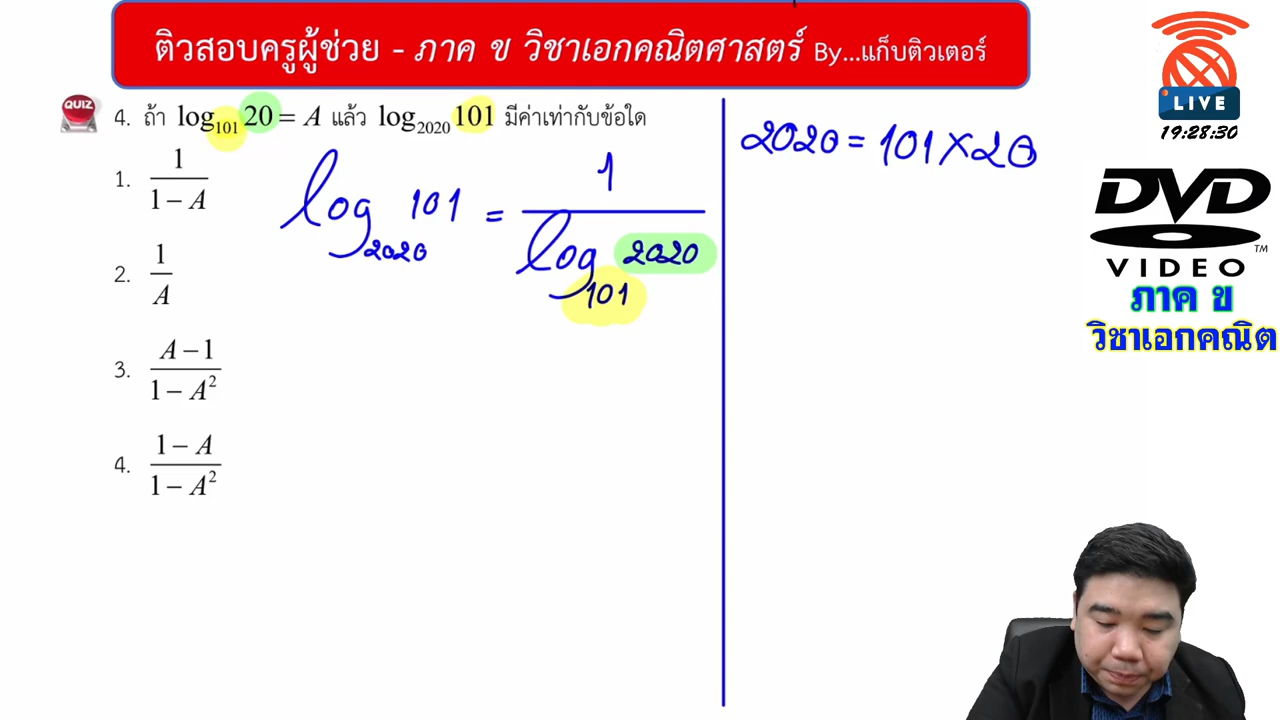 ติวสอบครูผู้ช่วย - ภาค ข วิชาเอกคณิตศาสตร์ By...แก็บติวเตอร์
LIVE
19:28:30
QUIZ
4. ถ้า log₁₀₁ 20 = A แล้ว log₂₀₂₀ 101 มีค่าเท่ากับข้อใด
1. 1/(1 − A)
2. 1/A
3. (A − 1)/(1 − A²)
4. (1 − A)/(1 − A²)
log₂₀₂₀ 101 = 1/(log₁₀₁ 2020)
2020 = 101 × 20
DVD
VIDEO
TM
ภาค ข
วิชาเอกคณิต